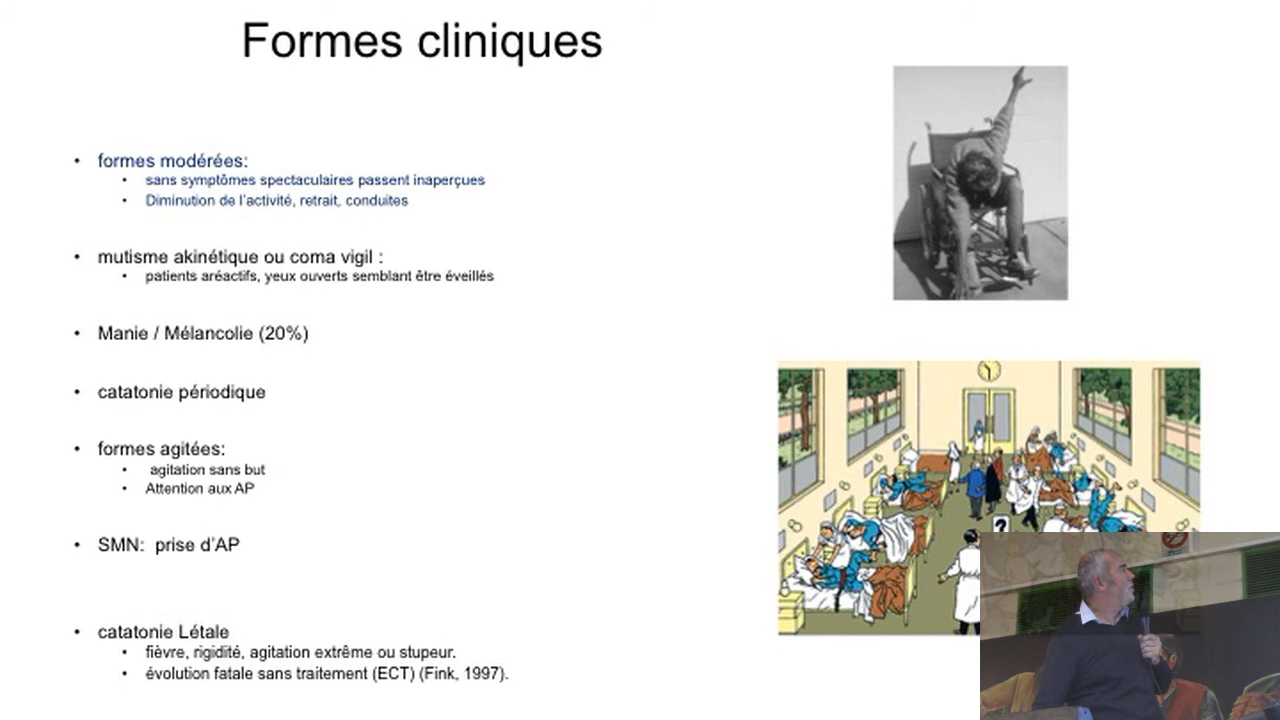 Formes cliniques
• formes modérées:
• sans symptômes spectaculaires passent inaperçues
• Diminution de l'activité, retrait, conduites
• mutisme akinétique ou coma vigil :
• patients aréactifs, yeux ouverts semblant être éveillés
• Manie / Mélancolie (20%)
• catatonie périodique
• formes agitées:
• agitation sans but
• Attention aux AP
• SMN: prise d'AP
• catatonie Létale
• fièvre, rigidité, agitation extrême ou stupeur.
• évolution fatale sans traitement (ECT) (Fink, 1997).
?